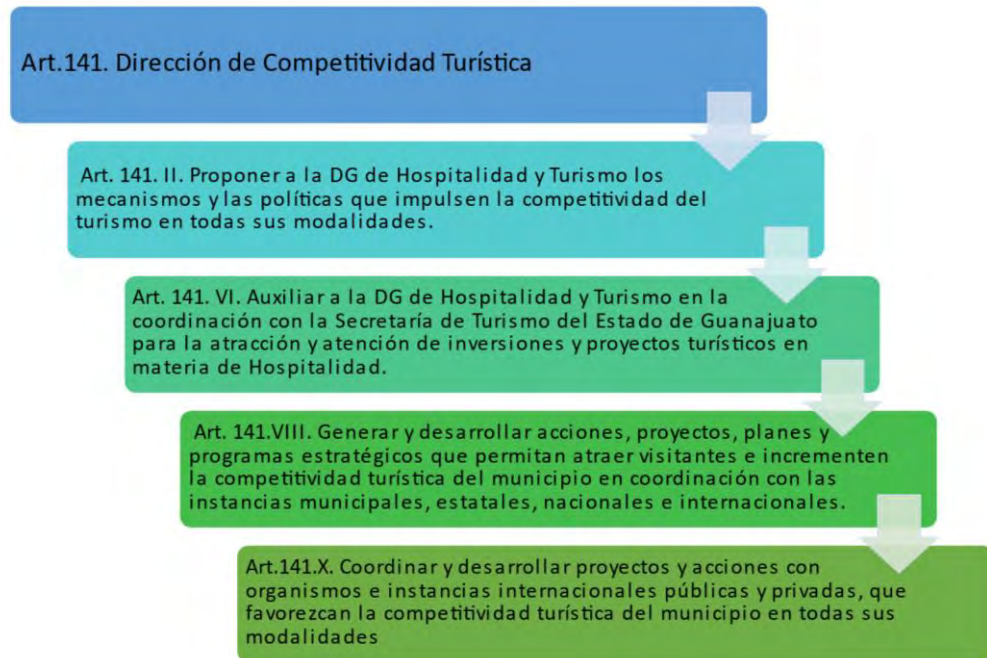 Art.141. Dirección de Competitividad Turística
Art. 141. II. Proponer a la DG de Hospitalidad y Turismo los
mecanismos y las políticas que impulsen la competitividad del
turismo en todas sus modalidades.
Art. 141. VI. Auxiliar a la DG de Hospitalidad y Turismo en la
coordinación con la Secretaría de Turismo del Estado de Guanajuato
para la atracción y atención de inversiones y proyectos turísticos en
materia de Hospitalidad.
Art. 141.VIII. Generar y desarrollar acciones, proyectos, planes y
programas estratégicos que permitan atraer visitantes e incrementen
la competitividad turística del municipio en coordinación con las
instancias municipales, estatales, nacionales e internacionales.
Art.141.X. Coordinar y desarrollar proyectos y acciones con
organismos e instancias internacionales públicas y privadas, que
favorezcan la competitividad turística del municipio en todas sus
modalidades